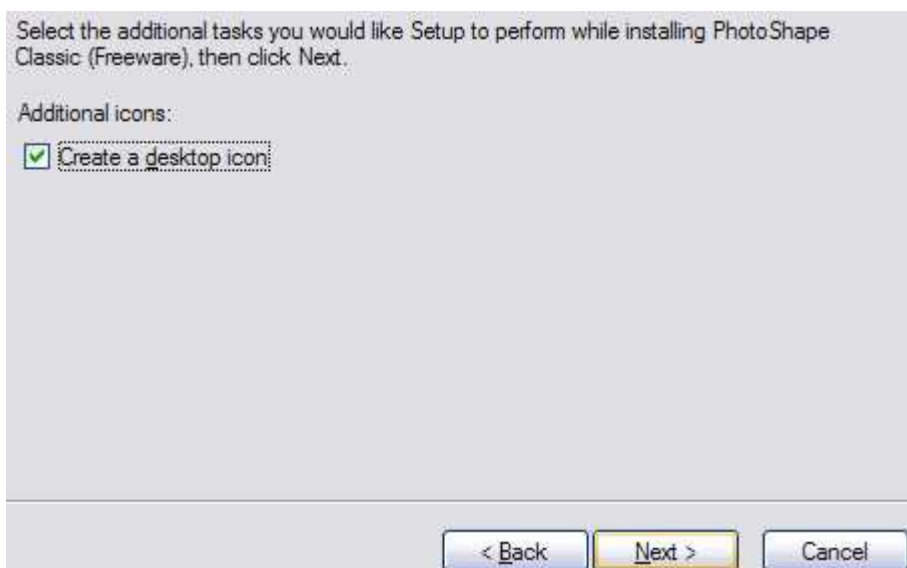 Select the additional tasks you would like Setup to perform while installing PhotoShape
Classic (Freeware), then click Next.
Additional icons:
Create a desktop icon
< Back Next > Cancel